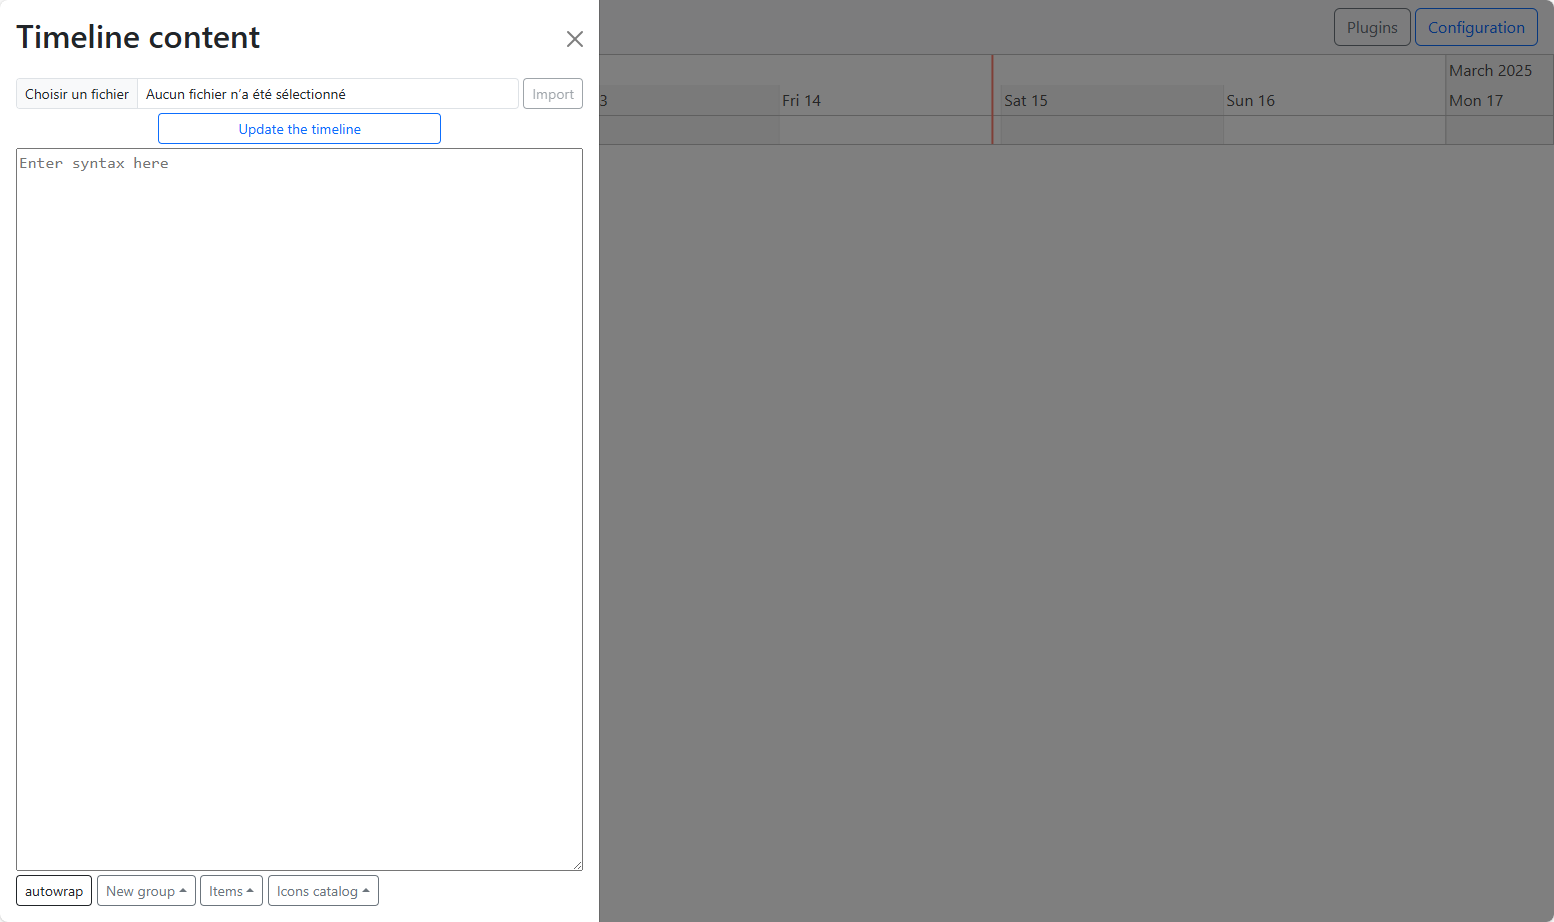 Timeline content
Plugins
Configuration
Choisir un fichier
Aucun fichier n’a été sélectionné
Import
Update the timeline
Enter syntax here
March 2025
3
Fri 14
Sat 15
Sun 16
Mon 17
autowrap
New group
Items
Icons catalog